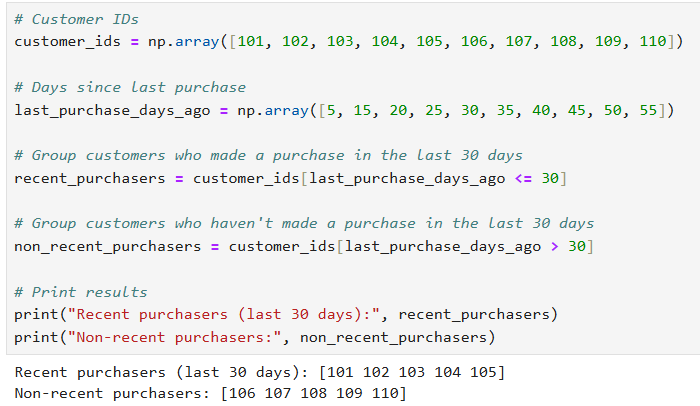 # Customer IDs
customer_ids = np.array([101, 102, 103, 104, 105, 106, 107, 108, 109, 110])
# Days since last purchase
last_purchase_days_ago = np.array([5, 15, 20, 25, 30, 35, 40, 45, 50, 55])
# Group customers who made a purchase in the last 30 days
recent_purchasers = customer_ids[last_purchase_days_ago <= 30]
# Group customers who haven't made a purchase in the last 30 days
non_recent_purchasers = customer_ids[last_purchase_days_ago > 30]
# Print results
print("Recent purchasers (last 30 days):", recent_purchasers)
print("Non-recent purchasers:", non_recent_purchasers)
Recent purchasers (last 30 days): [101 102 103 104 105]
Non-recent purchasers: [106 107 108 109 110]